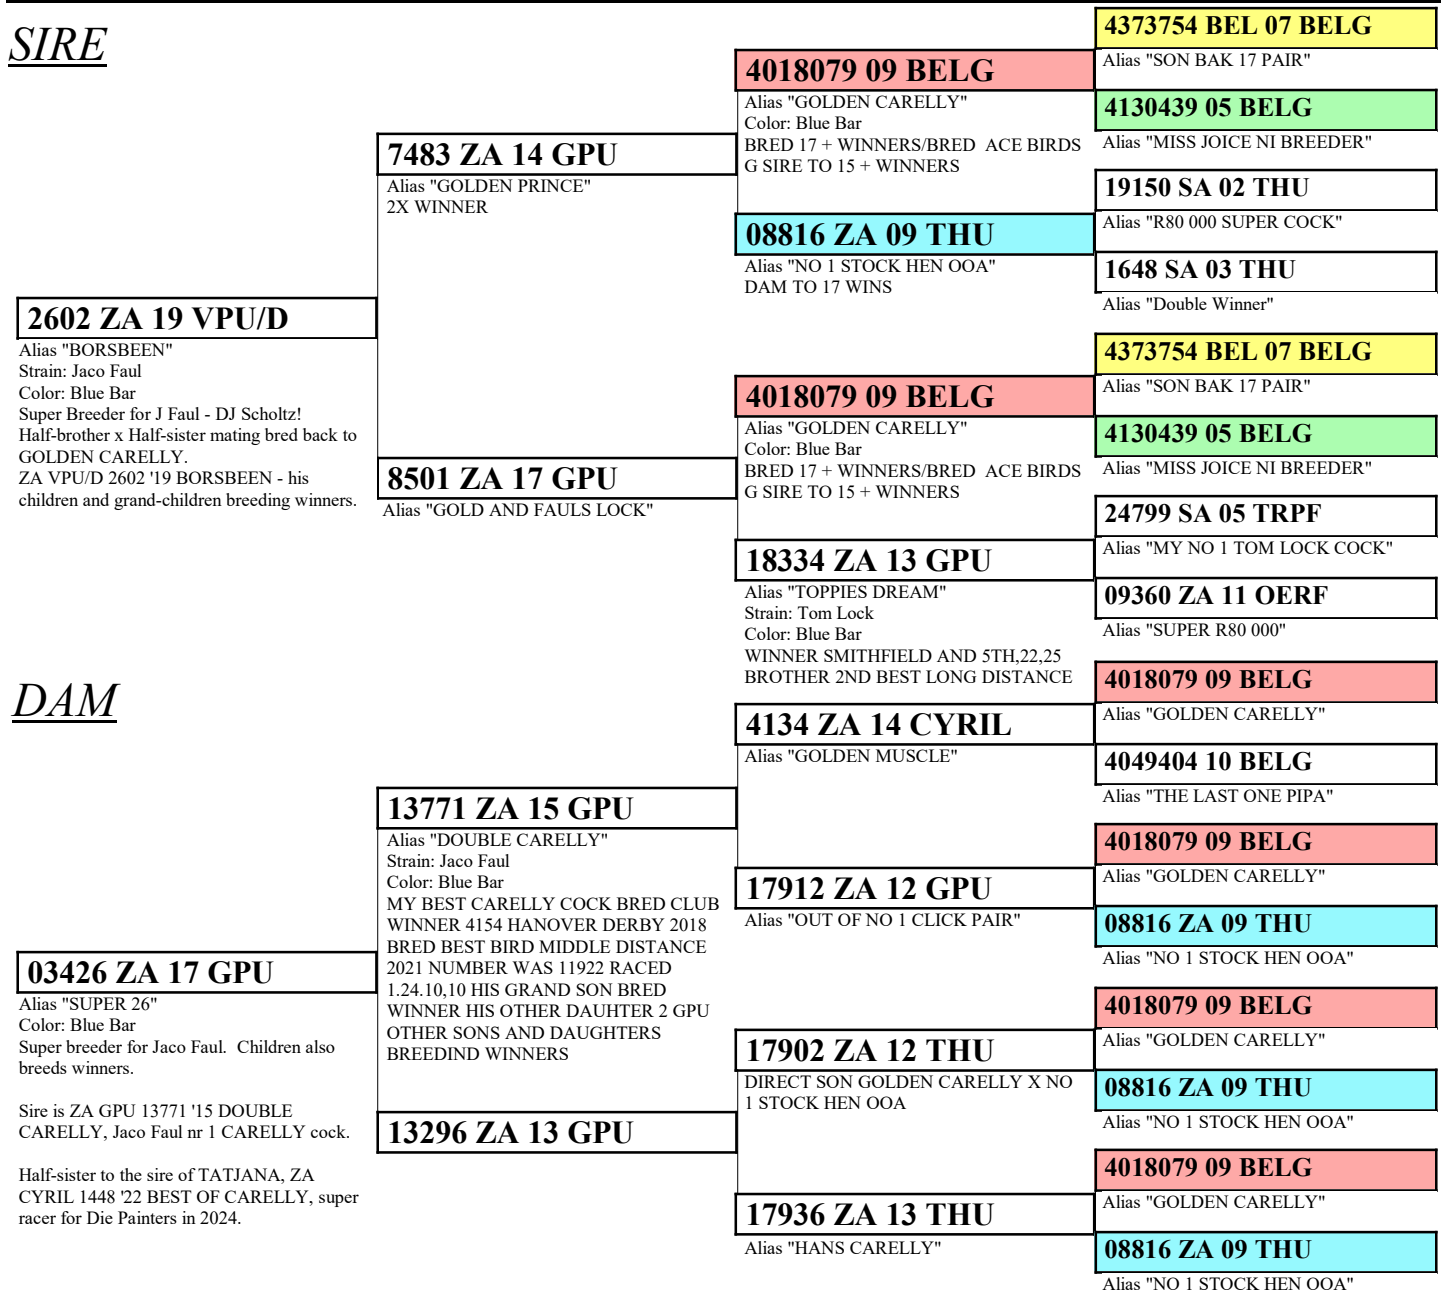 SIRE
2602 ZA 19 VPU/D
Alias "BORSBEEN"
Strain: Jaco Faul
Color: Blue Bar
Super Breeder for J Faul - DJ Scholtz!
Half-brother x Half-sister mating bred back to
GOLDEN CARELLY.
ZA VPU/D 2602 '19 BORSBEEN - his
children and grand-children breeding winners.
7483 ZA 14 GPU
Alias "GOLDEN PRINCE"
2X WINNER
8501 ZA 17 GPU
Alias "GOLD AND FAULS LOCK"
4018079 09 BELG
Alias "GOLDEN CARELLY"
Color: Blue Bar
BRED 17 + WINNERS/BRED  ACE BIRDS
G SIRE TO 15 + WINNERS
08816 ZA 09 THU
Alias "NO 1 STOCK HEN OOA"
DAM TO 17 WINS
4018079 09 BELG
Alias "GOLDEN CARELLY"
Color: Blue Bar
BRED 17 + WINNERS/BRED  ACE BIRDS
G SIRE TO 15 + WINNERS
18334 ZA 13 GPU
Alias "TOPPIES DREAM"
Strain: Tom Lock
Color: Blue Bar
WINNER SMITHFIELD AND 5TH,22,25
BROTHER 2ND BEST LONG DISTANCE
4373754 BEL 07 BELG
Alias "SON BAK 17 PAIR"
4130439 05 BELG
Alias "MISS JOICE NI BREEDER"
19150 SA 02 THU
Alias "R80 000 SUPER COCK"
1648 SA 03 THU
Alias "Double Winner"
4373754 BEL 07 BELG
Alias "SON BAK 17 PAIR"
4130439 05 BELG
Alias "MISS JOICE NI BREEDER"
24799 SA 05 TRPF
Alias "MY NO 1 TOM LOCK COCK"
09360 ZA 11 OERF
Alias "SUPER R80 000"
DAM
03426 ZA 17 GPU
Alias "SUPER 26"
Color: Blue Bar
Super breeder for Jaco Faul.  Children also
breeds winners.
Sire is ZA GPU 13771 '15 DOUBLE
CARELLY, Jaco Faul nr 1 CARELLY cock.
Half-sister to the sire of TATJANA, ZA
CYRIL 1448 '22 BEST OF CARELLY, super
racer for Die Painters in 2024.
13771 ZA 15 GPU
Alias "DOUBLE CARELLY"
Strain: Jaco Faul
Color: Blue Bar
MY BEST CARELLY COCK BRED CLUB
WINNER 4154 HANOVER DERBY 2018
BRED BEST BIRD MIDDLE DISTANCE
2021 NUMBER WAS 11922 RACED
1.24.10,10 HIS GRAND SON BRED
WINNER HIS OTHER DAUHTER 2 GPU
OTHER SONS AND DAUGHTERS
BREEDIND WINNERS
13296 ZA 13 GPU
4134 ZA 14 CYRIL
Alias "GOLDEN MUSCLE"
17912 ZA 12 GPU
Alias "OUT OF NO 1 CLICK PAIR"
17902 ZA 12 THU
DIRECT SON GOLDEN CARELLY X NO
1 STOCK HEN OOA
17936 ZA 13 THU
Alias "HANS CARELLY"
4018079 09 BELG
Alias "GOLDEN CARELLY"
4049404 10 BELG
Alias "THE LAST ONE PIPA"
4018079 09 BELG
Alias "GOLDEN CARELLY"
08816 ZA 09 THU
Alias "NO 1 STOCK HEN OOA"
4018079 09 BELG
Alias "GOLDEN CARELLY"
08816 ZA 09 THU
Alias "NO 1 STOCK HEN OOA"
4018079 09 BELG
Alias "GOLDEN CARELLY"
08816 ZA 09 THU
Alias "NO 1 STOCK HEN OOA"